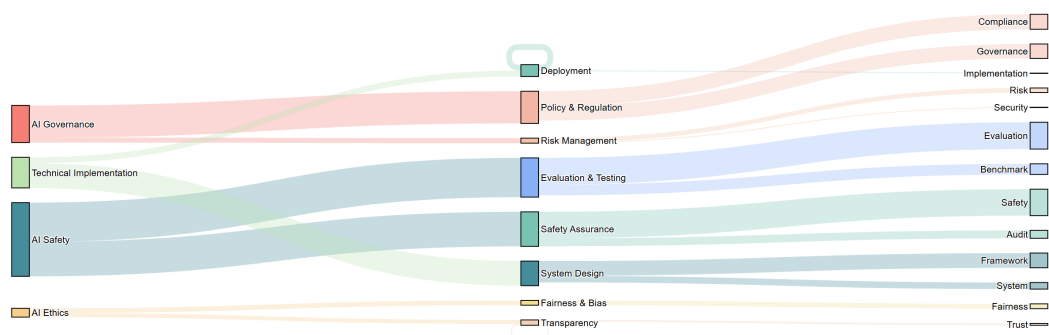 AI Governance
Technical Implementation
AI Safety
AI Ethics
Deployment
Policy & Regulation
Risk Management
Evaluation & Testing
Safety Assurance
System Design
Fairness & Bias
Transparency
Compliance
Governance
Implementation
Risk
Security
Evaluation
Benchmark
Safety
Audit
Framework
System
Fairness
Trust